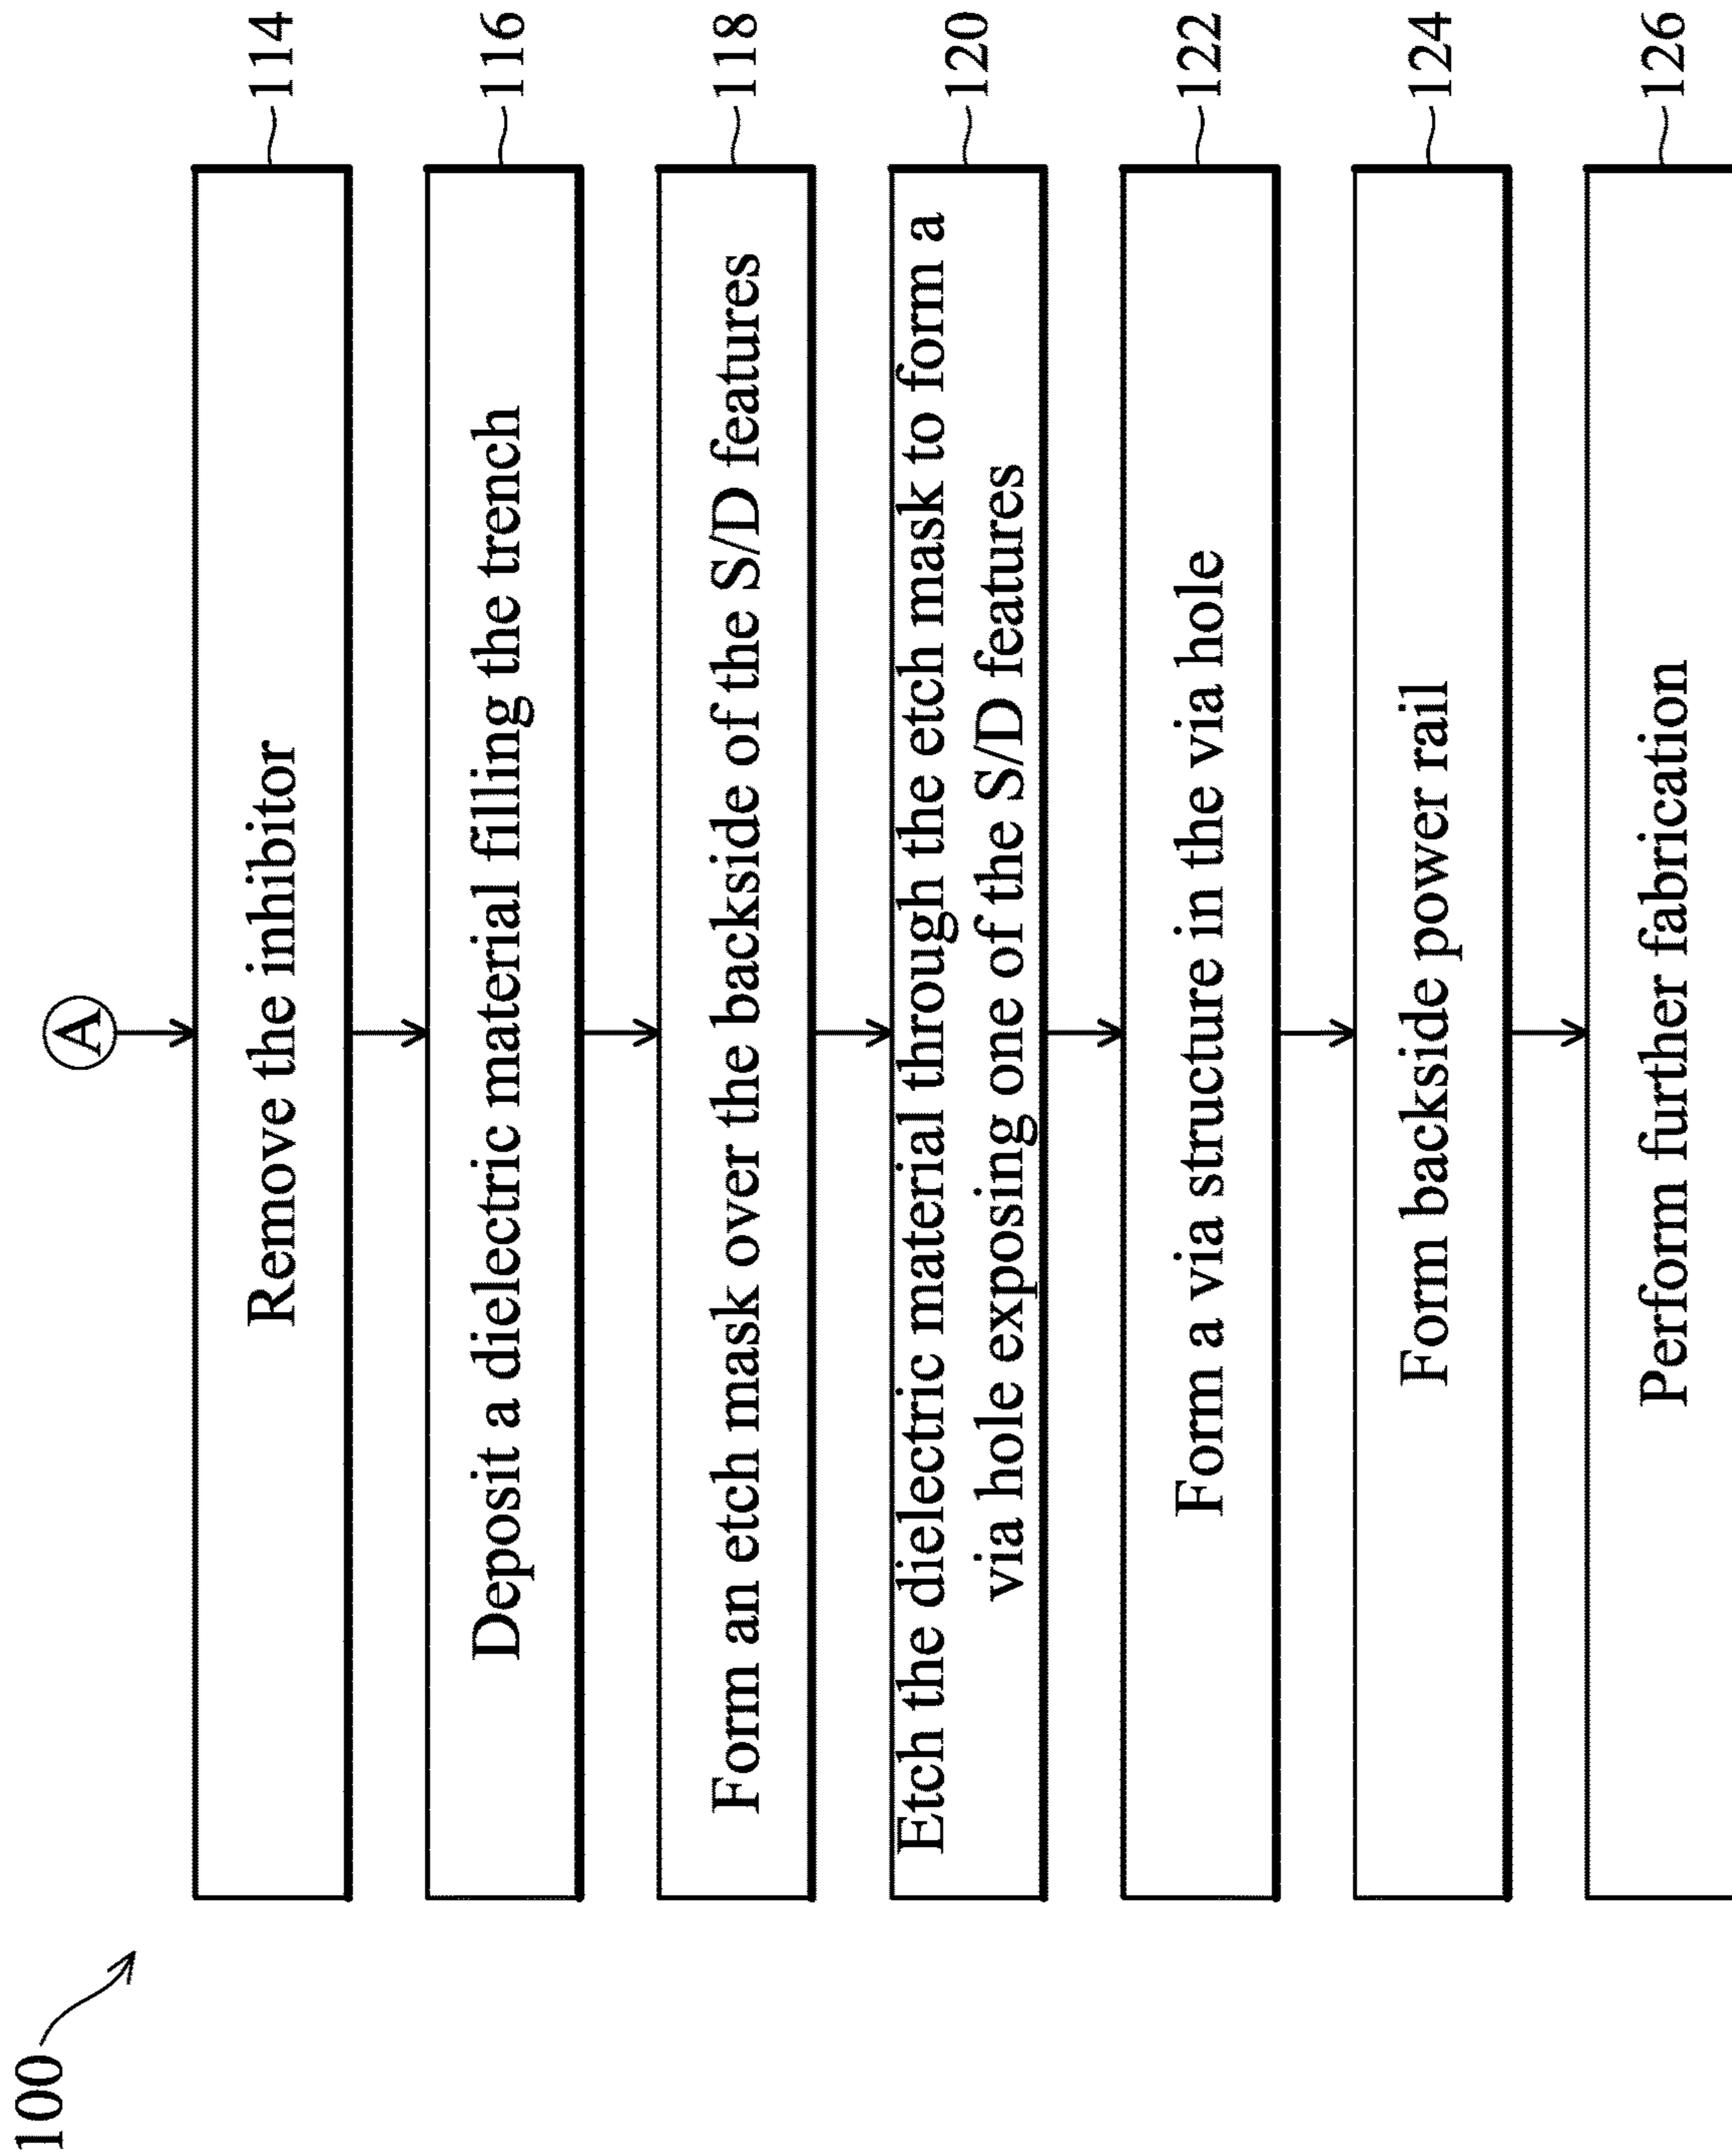 100
A
Remove the inhibitor
114
Deposit a dielectric material filling the trench
116
Form an etch mask over the backside of the S/D features
118
Etch the dielectric material through the etch mask to form a
via hole exposing one of the S/D features
120
Form a via structure in the via hole
122
Form backside power rail
124
Perform further fabrication
126